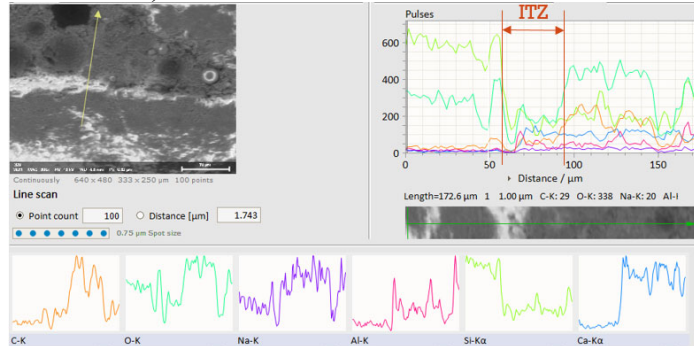 Pulses
ITZ
600
400
200
0
0
50
100
150
Distance / µm
Continuously 640 x 480 333 x 250 µm 100 points
Line scan
Point count 100 Distance [µm] 1.743
0.75 µm Spot size
Length=172.6 µm 1 1.00 µm C-K: 29 O-K: 338 Na-K: 20 Al-I
C-K
O-K
Na-K
Al-K
Si-Kα
Ca-Kα